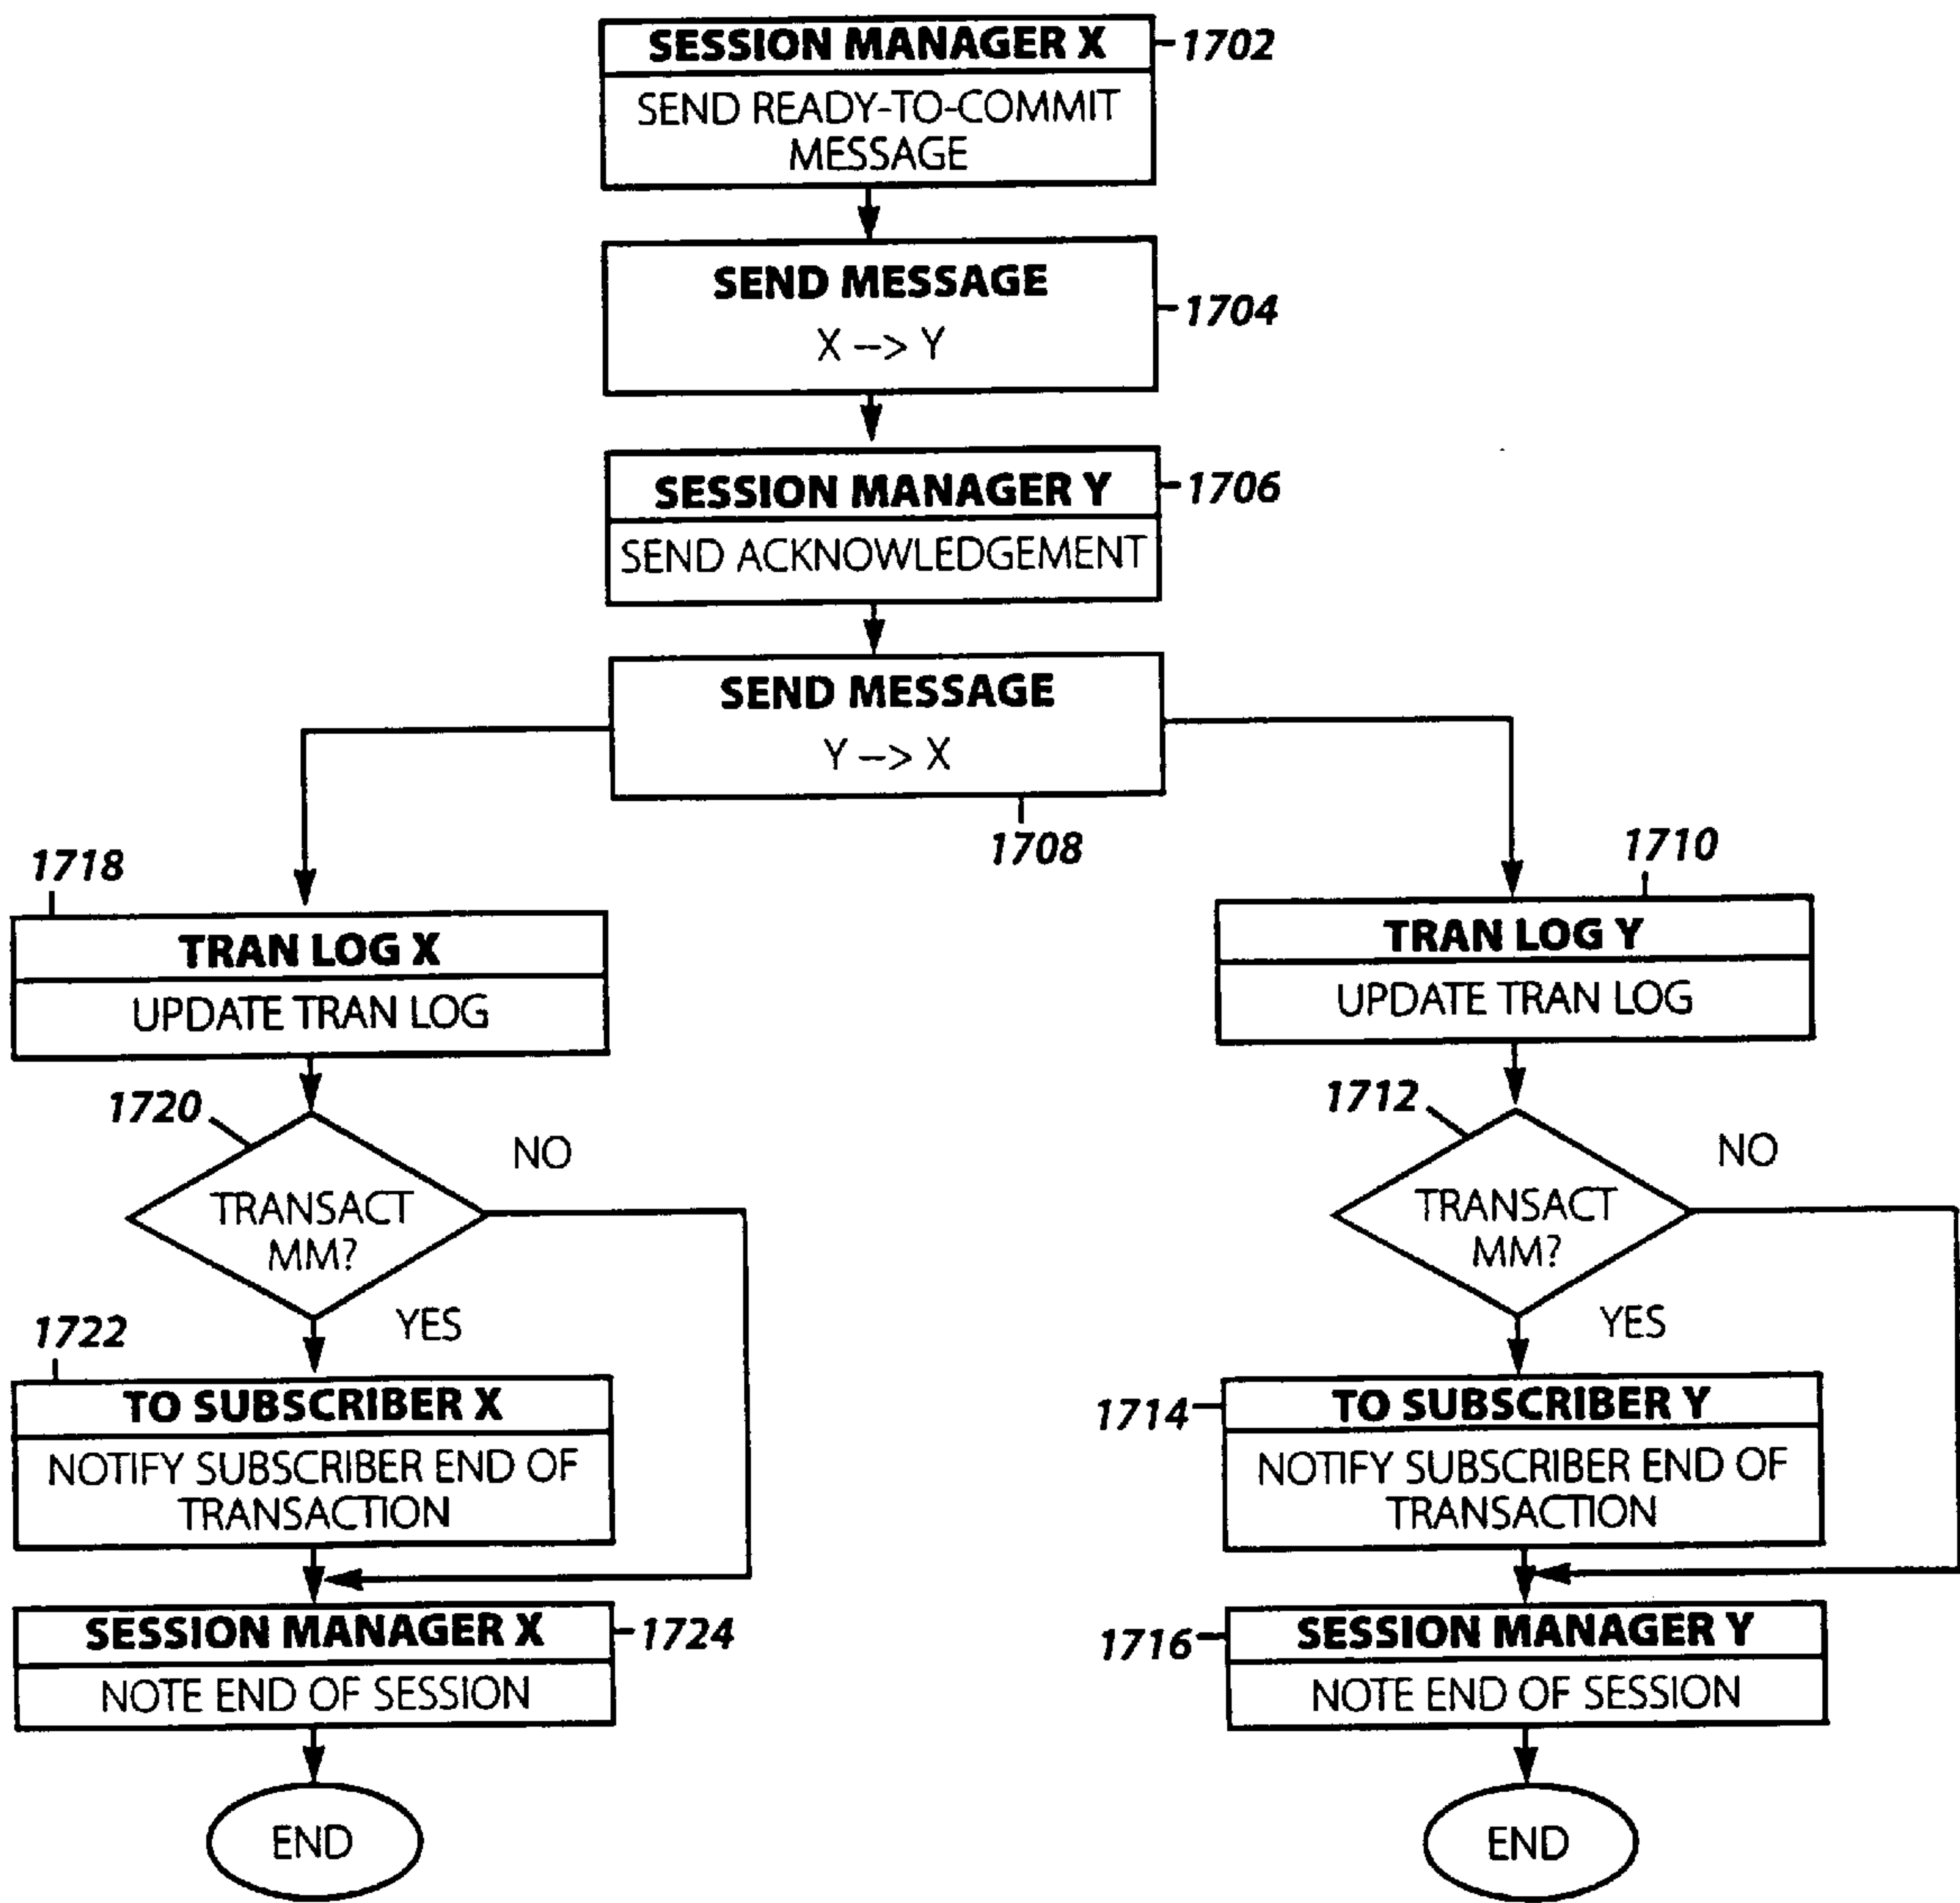 SESSION MANAGER X
1702
SEND READY-TO-COMMIT
MESSAGE
SEND MESSAGE
X --> Y
1704
SESSION MANAGER Y
1706
SEND ACKNOWLEDGEMENT
SEND MESSAGE
Y --> X
1708
1718
TRAN LOG X
UPDATE TRAN LOG
1720
TRANSACT
MM?
NO
YES
1722
TO SUBSCRIBER X
NOTIFY SUBSCRIBER END OF
TRANSACTION
SESSION MANAGER X
1724
NOTE END OF SESSION
END
1710
TRAN LOG Y
UPDATE TRAN LOG
1712
TRANSACT
MM?
NO
YES
1714
TO SUBSCRIBER Y
NOTIFY SUBSCRIBER END OF
TRANSACTION
1716
SESSION MANAGER Y
NOTE END OF SESSION
END